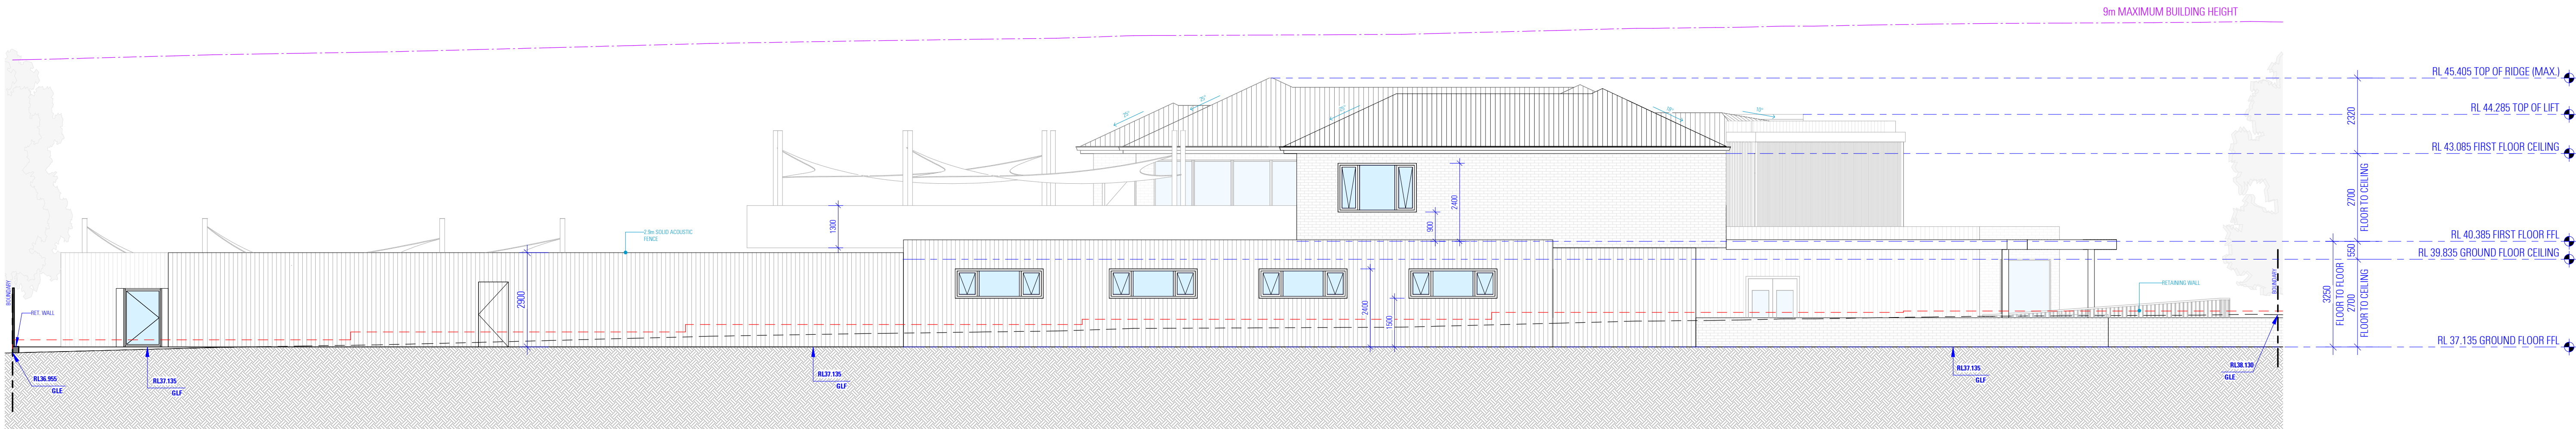 9m MAXIMUM BUILDING HEIGHT
RL 45.405 TOP OF RIDGE (MAX.)
RL 44.285 TOP OF LIFT
2320
RL 43.085 FIRST FLOOR CEILING
25°
25°
25°
10°
2700
FLOOR TO CEILING
2400
900
1300
2.9m SOLID ACOUSTIC
FENCE
RL 40.385 FIRST FLOOR FFL
550
RL 39.835 GROUND FLOOR CEILING
BOUNDARY
RET. WALL
2900
2400
1500
RETAINING WALL
BOUNDARY
3250
FLOOR TO FLOOR
2700
FLOOR TO CEILING
RL 37.135 GROUND FLOOR FFL
RL36.955
GLE
RL37.135
GLF
RL37.135
GLF
RL37.135
GLF
RL38.130
GLE